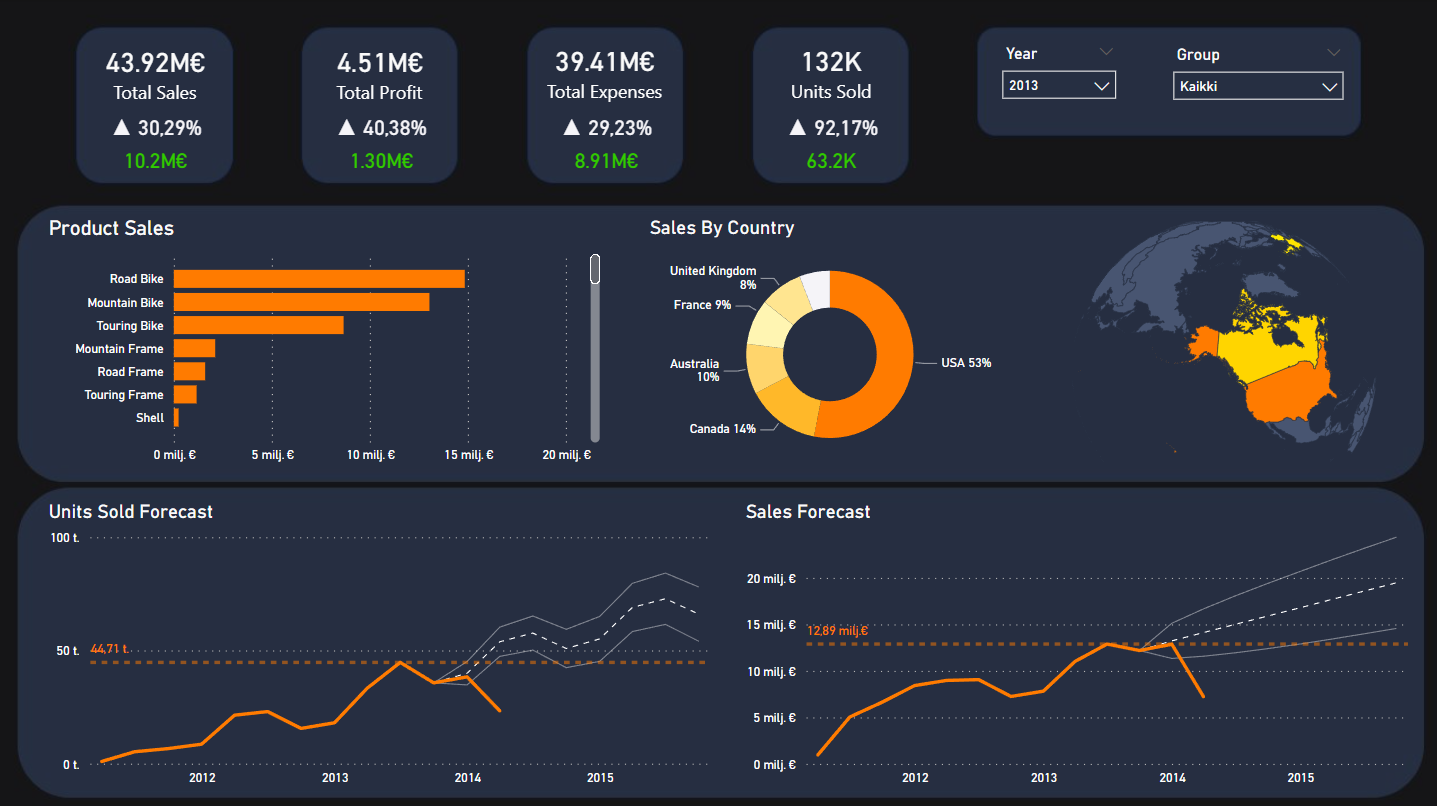 43.92M€
Total Sales
▲ 30,29%
10.2M€
4.51M€
Total Profit
▲ 40,38%
1.30M€
39.41M€
Total Expenses
▲ 29,23%
8.91M€
132K
Units Sold
▲ 92,17%
63.2K
Year
2013
Group
Kaikki
Product Sales
Road Bike
Mountain Bike
Touring Bike
Mountain Frame
Road Frame
Touring Frame
Shell
0 milj. €
5 milj. €
10 milj. €
15 milj. €
20 milj. €
Sales By Country
United Kingdom
8%
France 9%
Australia
10%
Canada 14%
USA 53%
Units Sold Forecast
100 t.
50 t.
0 t.
44,71 t.
2012
2013
2014
2015
Sales Forecast
20 milj. €
15 milj. €
10 milj. €
5 milj. €
0 milj. €
12,89 milj.€
2012
2013
2014
2015